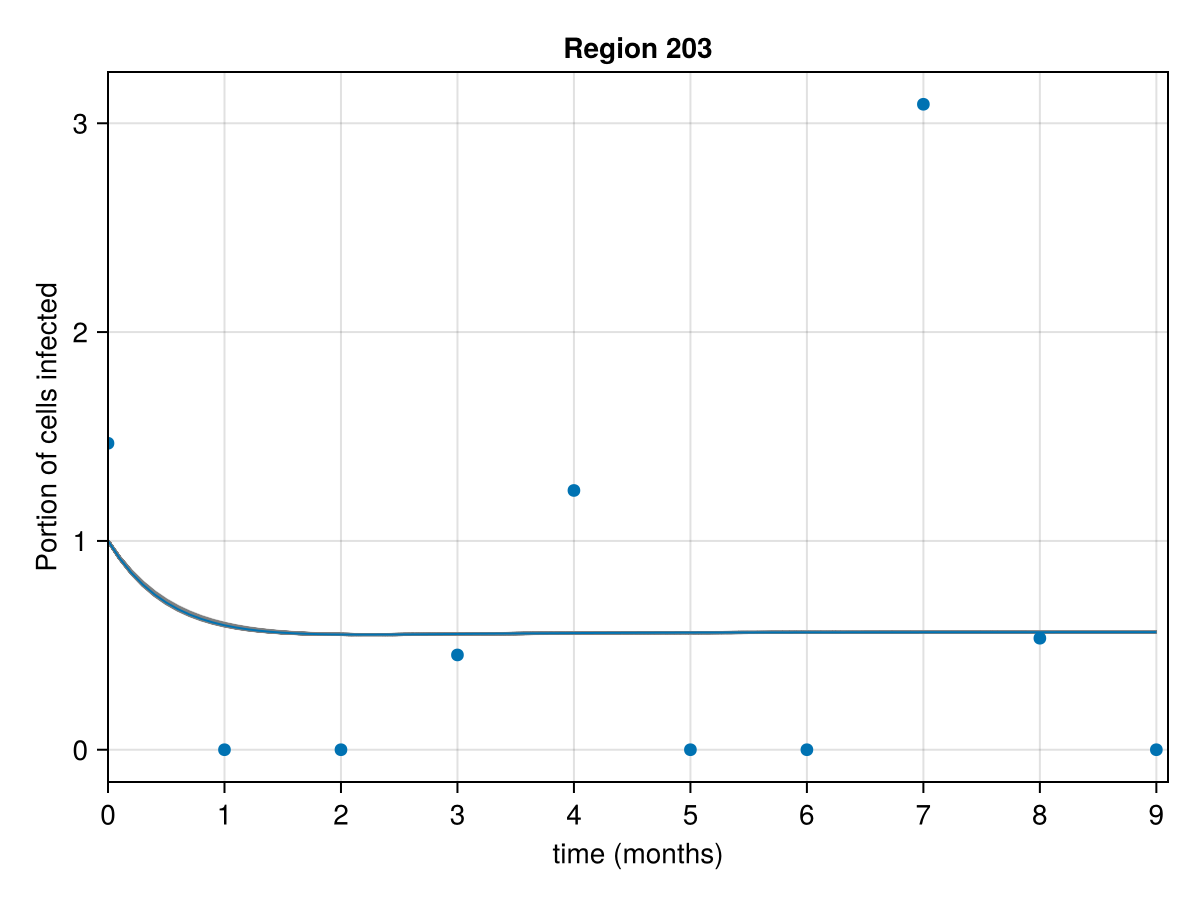 Region 203
Portion of cells infected
3
2
1
0
0 1 2 3 4 5 6 7 8 9
time (months)